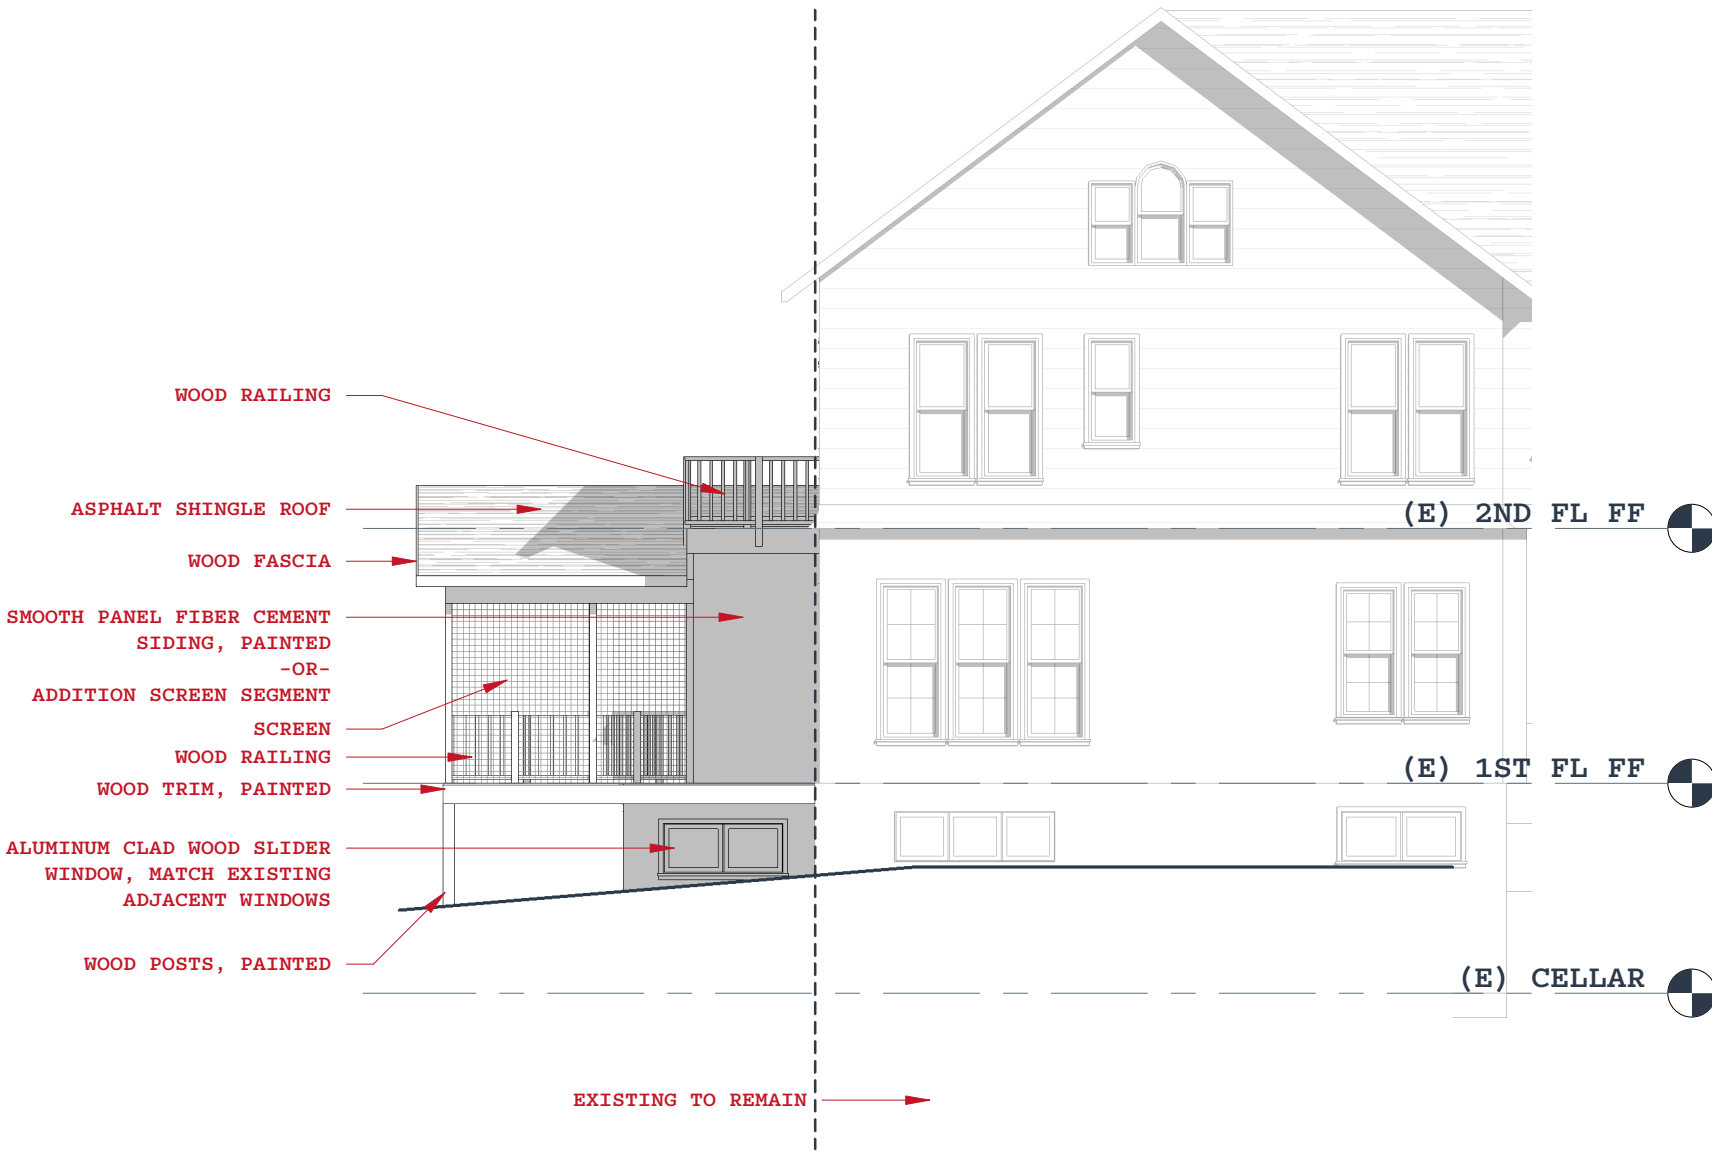 WOOD RAILING
ASPHALT SHINGLE ROOF
(E) 2ND FL FF
WOOD FASCIA
SMOOTH PANEL FIBER CEMENT
SIDING, PAINTED
-OR-
ADDITION SCREEN SEGMENT
SCREEN
WOOD RAILING
(E) 1ST FL FF
WOOD TRIM, PAINTED
ALUMINUM CLAD WOOD SLIDER
WINDOW, MATCH EXISTING
ADJACENT WINDOWS
WOOD POSTS, PAINTED
(E) CELLAR
EXISTING TO REMAIN